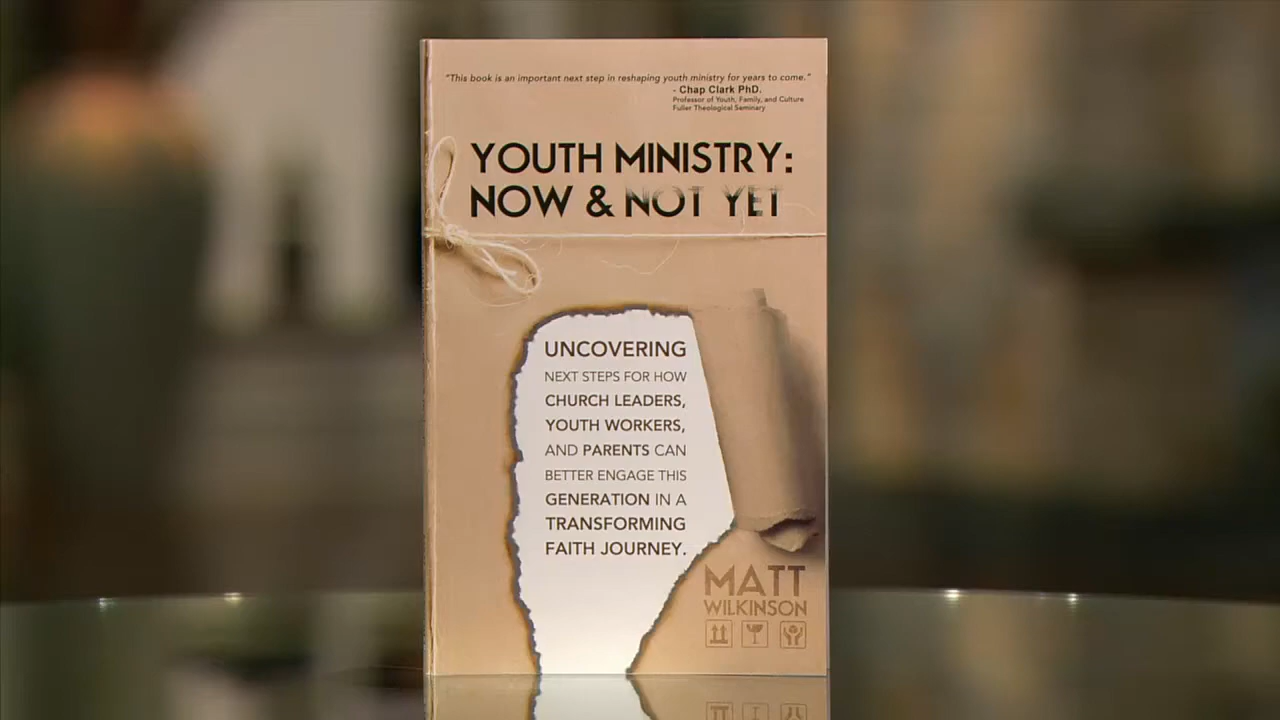 "This book is an important next step in reshaping youth ministry for years to come."
- Chap Clark PhD.
Professor of Youth, Family, and Culture
Fuller Theological Seminary
YOUTH MINISTRY:
NOW & NOT YET
UNCOVERING
NEXT STEPS FOR HOW
CHURCH LEADERS,
YOUTH WORKERS,
AND PARENTS CAN
BETTER ENGAGE THIS
GENERATION IN A
TRANSFORMING
FAITH JOURNEY.
MATT
WILKINSON